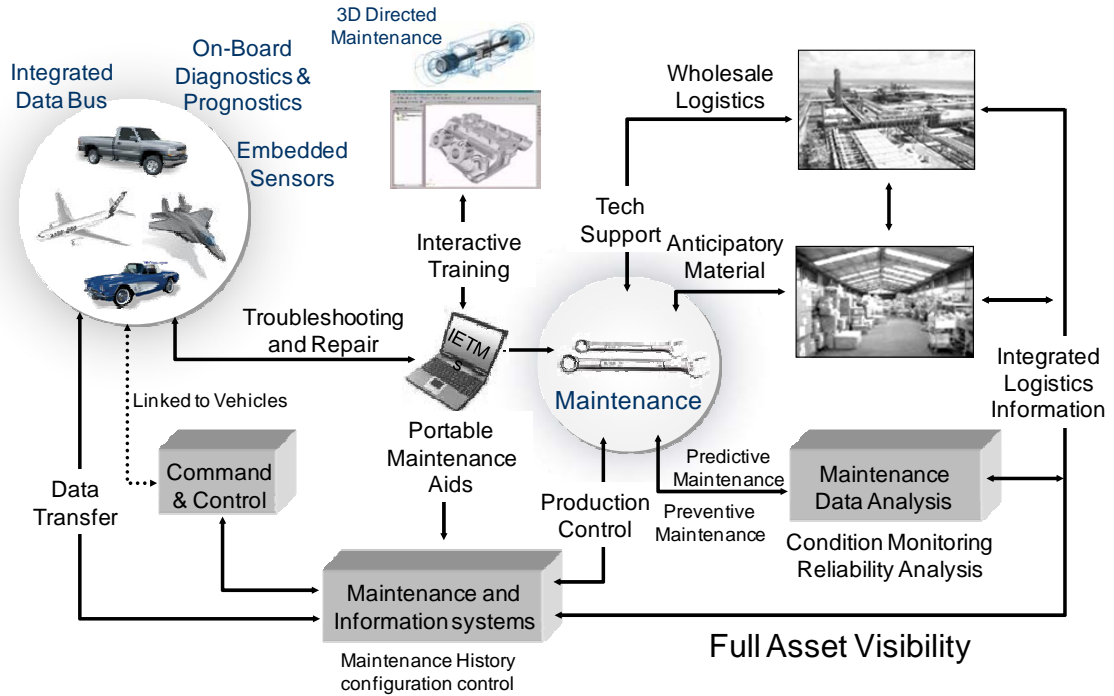 3D Directed
Maintenance
On-Board
Diagnostics &
Prognostics
Integrated
Data Bus
Embedded
Sensors
Wholesale
Logistics
Tech
Support
Anticipatory
Material
Interactive
Training
Troubleshooting
and Repair
IETM
s
Maintenance
Integrated
Logistics
Information
Linked to Vehicles
Portable
Maintenance
Aids
Command
& Control
Data
Transfer
Production
Control
Predictive
Maintenance
Preventive
Maintenance
Maintenance
Data Analysis
Condition Monitoring
Reliability Analysis
Maintenance and
Information systems
Maintenance History
configuration control
Full Asset Visibility